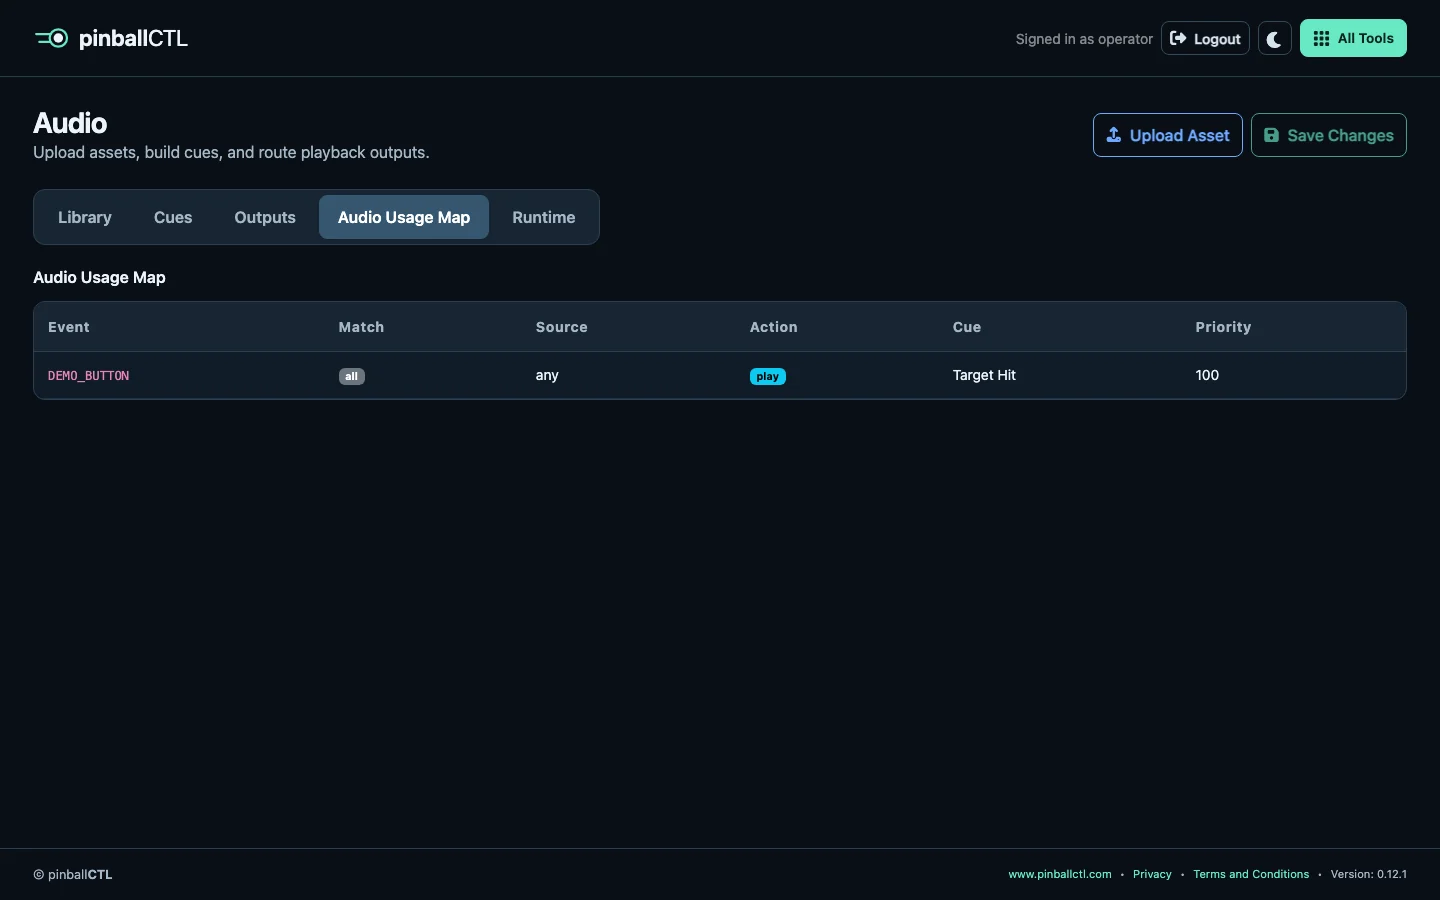 pinballCTL
Signed in as operator
Logout
All Tools
Audio
Upload assets, build cues, and route playback outputs.
Upload Asset
Save Changes
Library
Cues
Outputs
Audio Usage Map
Runtime
Audio Usage Map
Event Match Source Action Cue Priority
DEMO_BUTTON all any play Target Hit 100
© pinballCTL
www.pinballctl.com • Privacy • Terms and Conditions • Version: 0.12.1